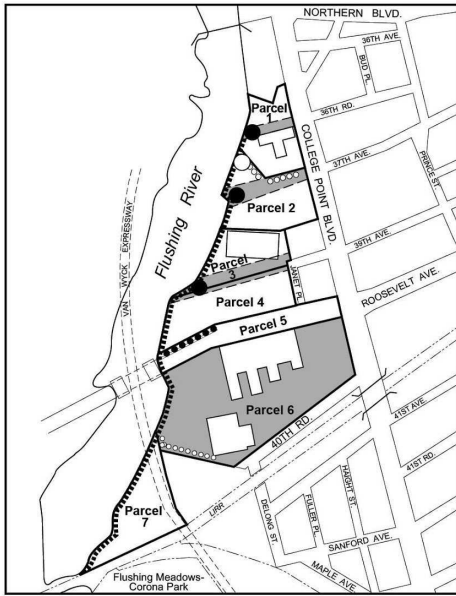 NORTHERN BLVD.
36TH AVE.
BUD PL.
Parcel
1
36TH RD.
COLLEGE POINT BLVD.
37TH AVE.
PRINCE ST.
Flushing River
VAN WYCK EXPRESSWAY
Parcel 2
39TH AVE.
Parcel
3
JANET PL.
ROOSEVELT AVE.
Parcel 4
Parcel 5
Parcel 6
40TH RD.
41ST AVE.
41ST RD.
Parcel
7
LIRR
DELONG ST.
FULLER PL.
HAIGHT ST.
SANFORD AVE.
MAPLE AVE.
Flushing Meadows-
Corona Park